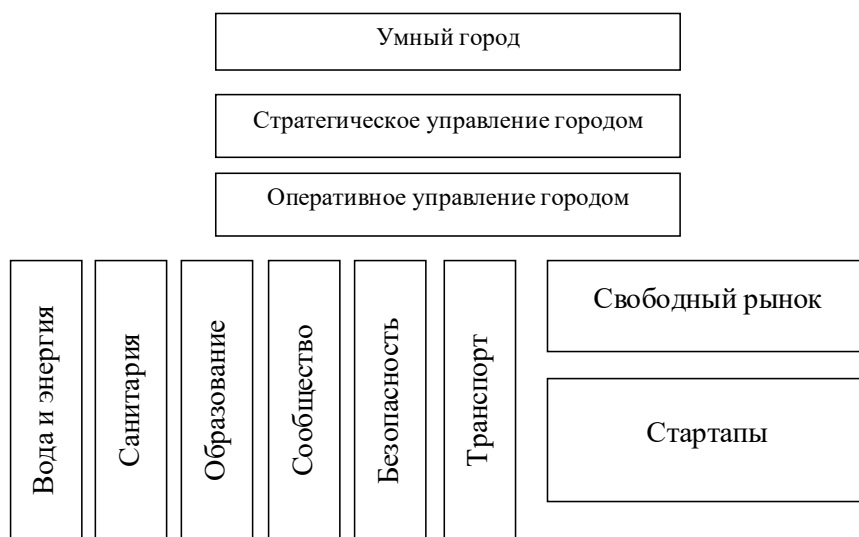 Умный город
Стратегическое управление городом
Оперативное управление городом
Вода и энергия
Санитария
Образование
Сообщество
Безопасность
Транспорт
Свободный рынок
Стартапы